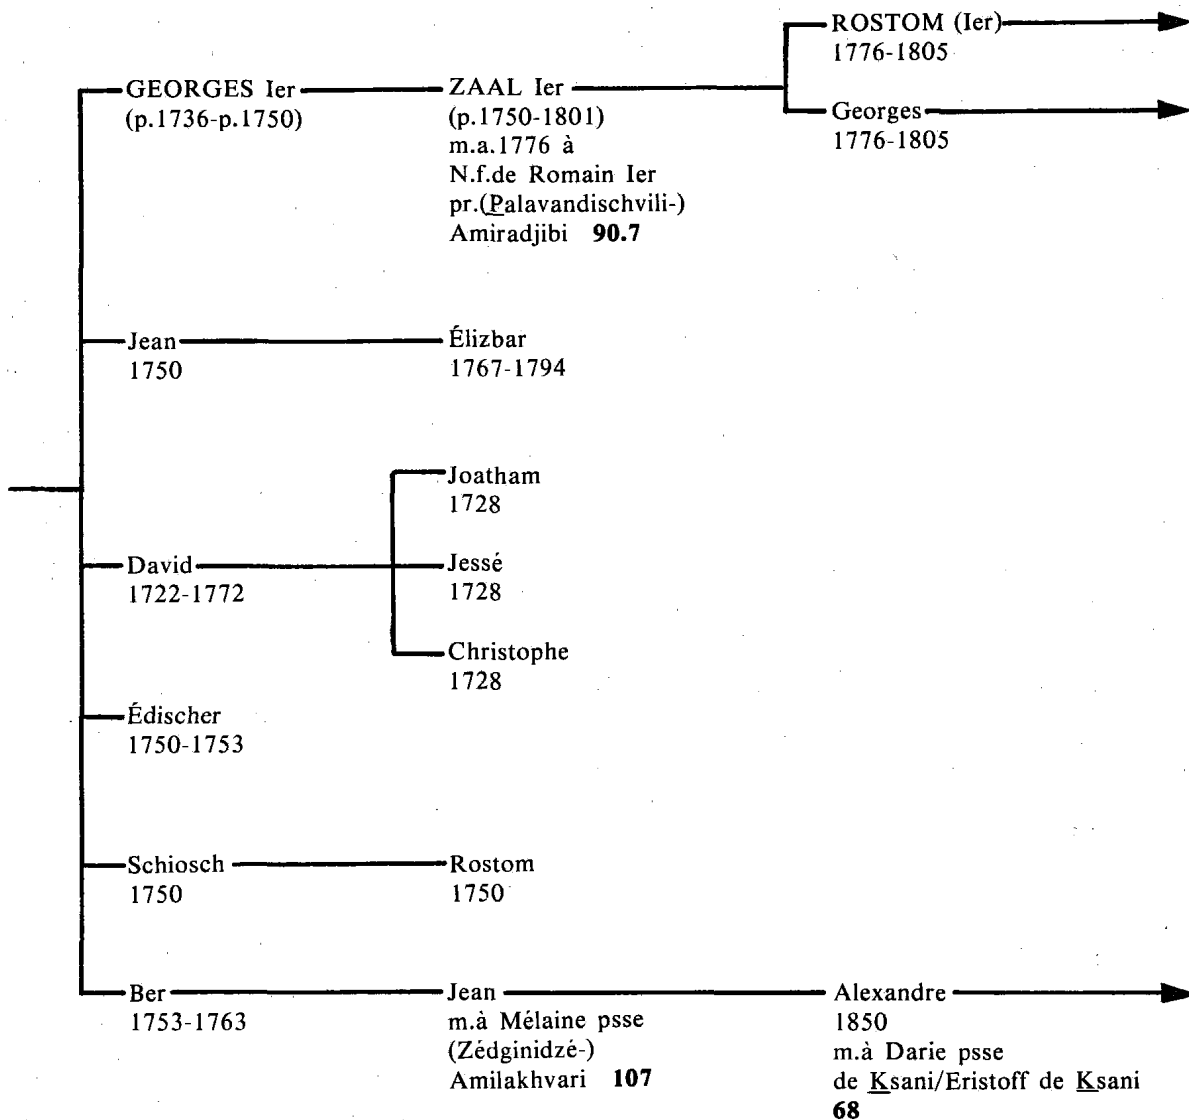 ROSTOM (Ier)
1776-1805
GEORGES Ier
(p.1736-p.1750)
ZAAL Ier
(p.1750-1801)
m.a.1776 à
N.f.de Romain Ier
pr.(Palavandischvili-)
Amiradjibi 90.7
Georges
1776-1805
Jean
1750
Élizbar
1767-1794
Joatham
1728
David
1722-1772
Jessé
1728
Christophe
1728
Édischer
1750-1753
Schiosch
1750
Rostom
1750
Ber
1753-1763
Jean
m.à Mélaine psse
(Zédginidzé-)
Amilakhvari 107
Alexandre
1850
m.à Darie psse
de Ksani/Eristoff de Ksani
68